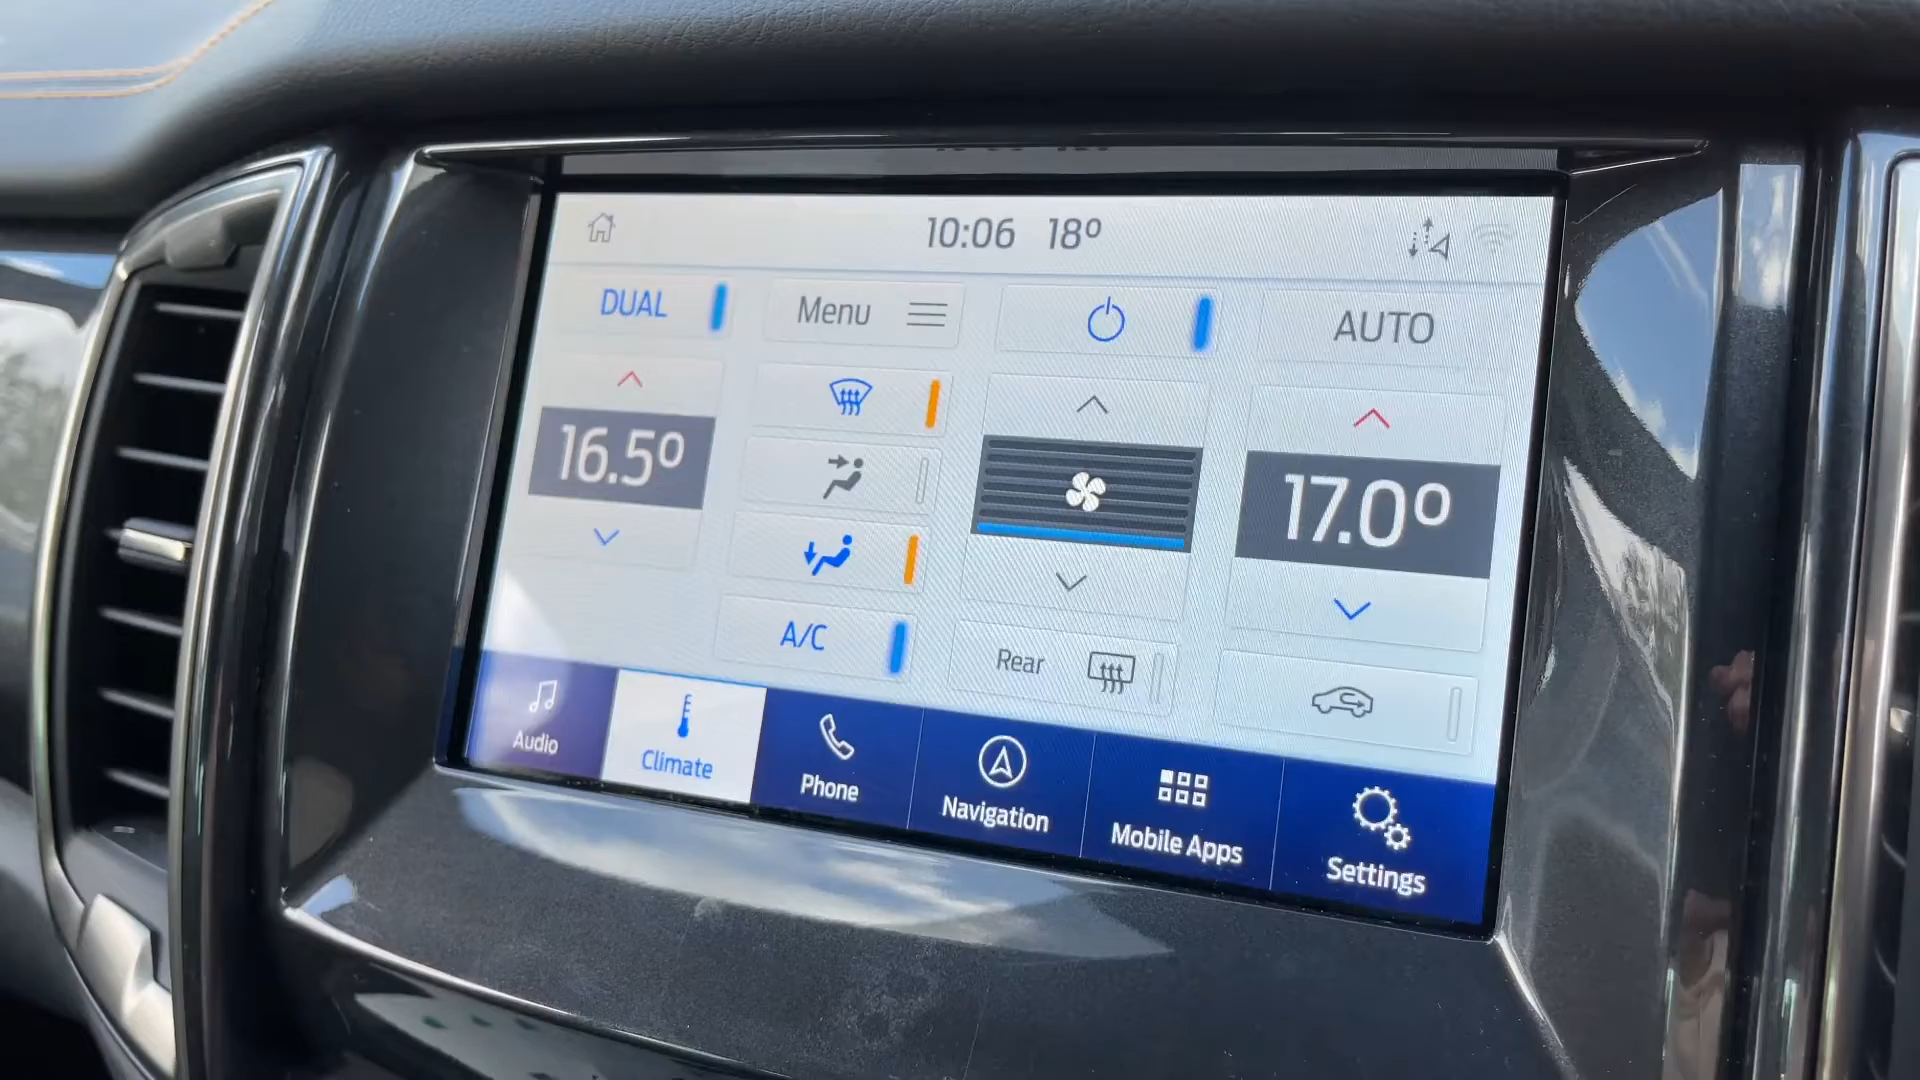 10:06 18º
DUAL
Menu
AUTO
16.5º
17.0º
A/C
Rear
Audio
Climate
Phone
Navigation
Mobile Apps
Settings